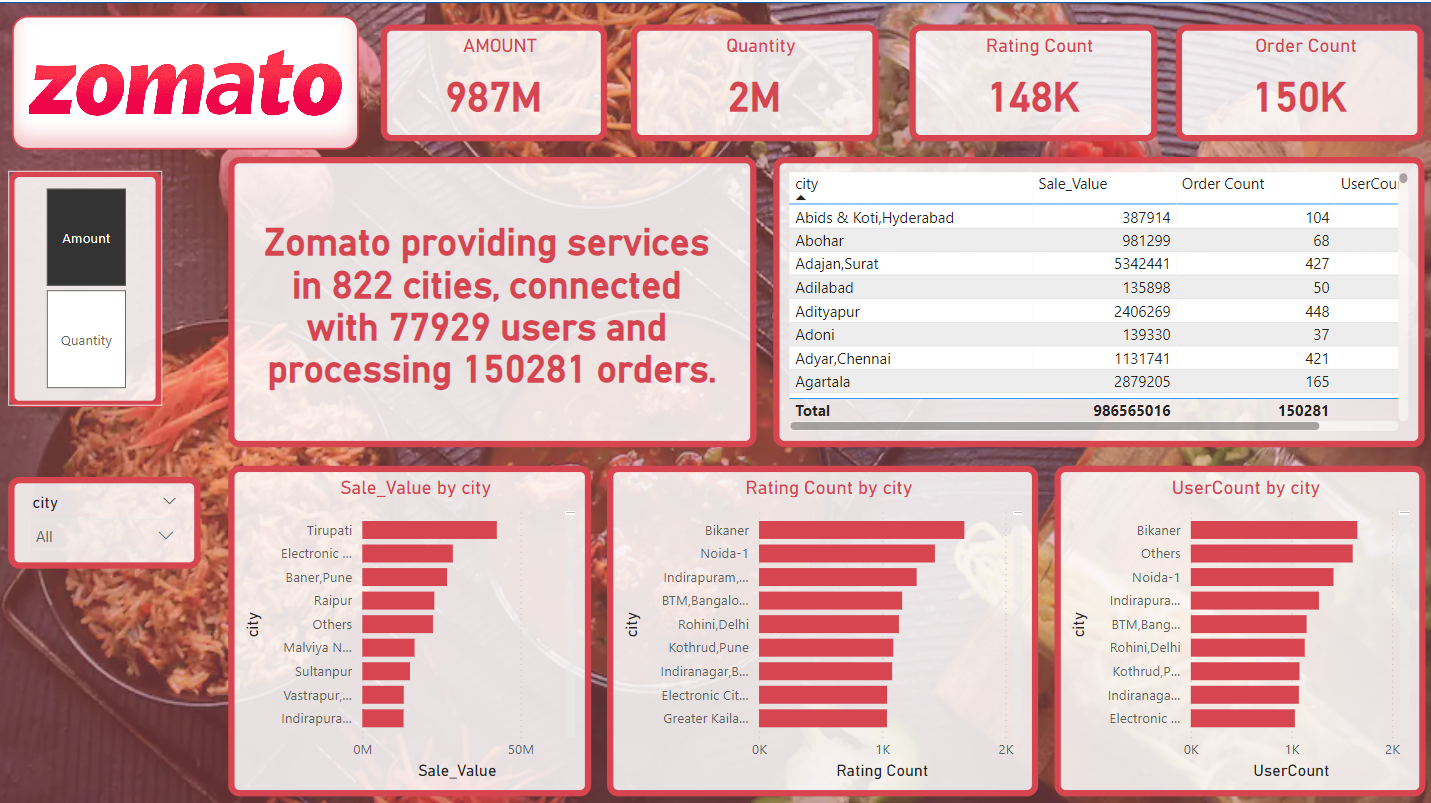 zomato
AMOUNT
987M
Quantity
2M
Rating Count
148K
Order Count
150K
Amount
Quantity
Zomato providing services
in 822 cities, connected
with 77929 users and
processing 150281 orders.
city Sale_Value Order Count UserCou
Abids & Koti,Hyderabad 387914 104
Abohar 981299 68
Adajan,Surat 5342441 427
Adilabad 135898 50
Adityapur 2406269 448
Adoni 139330 37
Adyar,Chennai 1131741 421
Agartala 2879205 165
Total 986565016 150281
city
All
Sale_Value by city
city
Tirupati
Electronic ...
Baner,Pune
Raipur
Others
Malviya N...
Sultanpur
Vastrapur,...
Indirapura...
0M 50M
Sale_Value
Rating Count by city
city
Bikaner
Noida-1
Indirapuram,...
BTM,Bangalo...
Rohini,Delhi
Kothrud,Pune
Indiranagar,B...
Electronic Cit...
Greater Kaila...
0K 1K 2K
Rating Count
UserCount by city
city
Bikaner
Others
Noida-1
Indirapura...
BTM,Bang...
Rohini,Delhi
Kothrud,P...
Indiranaga...
Electronic ...
0K 1K 2K
UserCount